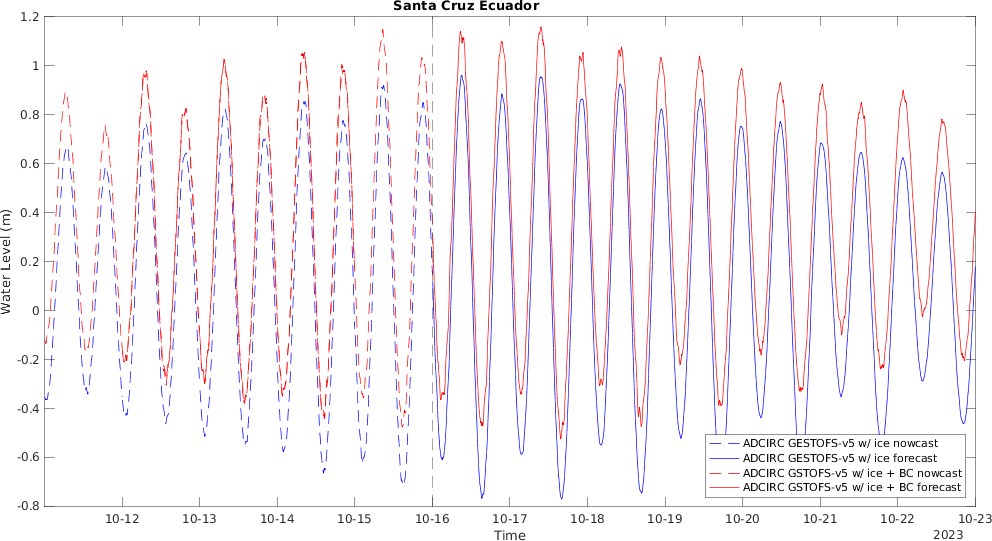 Santa Cruz Ecuador
1.2
1
0.8
0.6
0.4
0.2
0
-0.2
-0.4
-0.6
-0.8
Water Level (m)
ADCIRC GESTOFS-v5 w/ ice nowcast
ADCIRC GESTOFS-v5 w/ ice forecast
ADCIRC GSTOFS-v5 w/ ice + BC nowcast
ADCIRC GSTOFS-v5 w/ ice + BC forecast
10-12 10-13 10-14 10-15 10-16 10-17 10-18 10-19 10-20 10-21 10-22 10-23
Time
2023